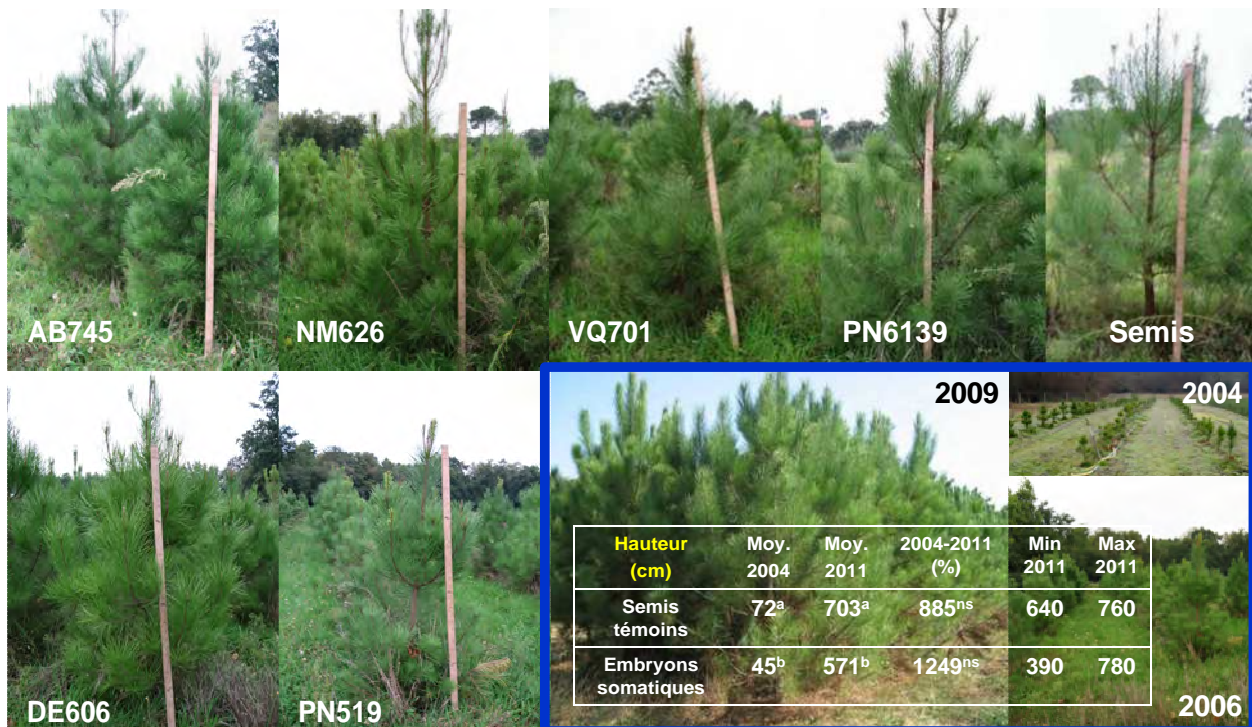 AB745
NM626
VQ701
PN6139
Semis
DE606
PN519
2009
2004
Hauteur (cm) Moy. 2004 Moy. 2011 2004-2011 (%) Min 2011 Max 2011
Semis témoins 72ᵃ 703ᵃ 885ⁿˢ 640 760
Embryons somatiques 45ᵇ 571ᵇ 1249ⁿˢ 390 780
2006